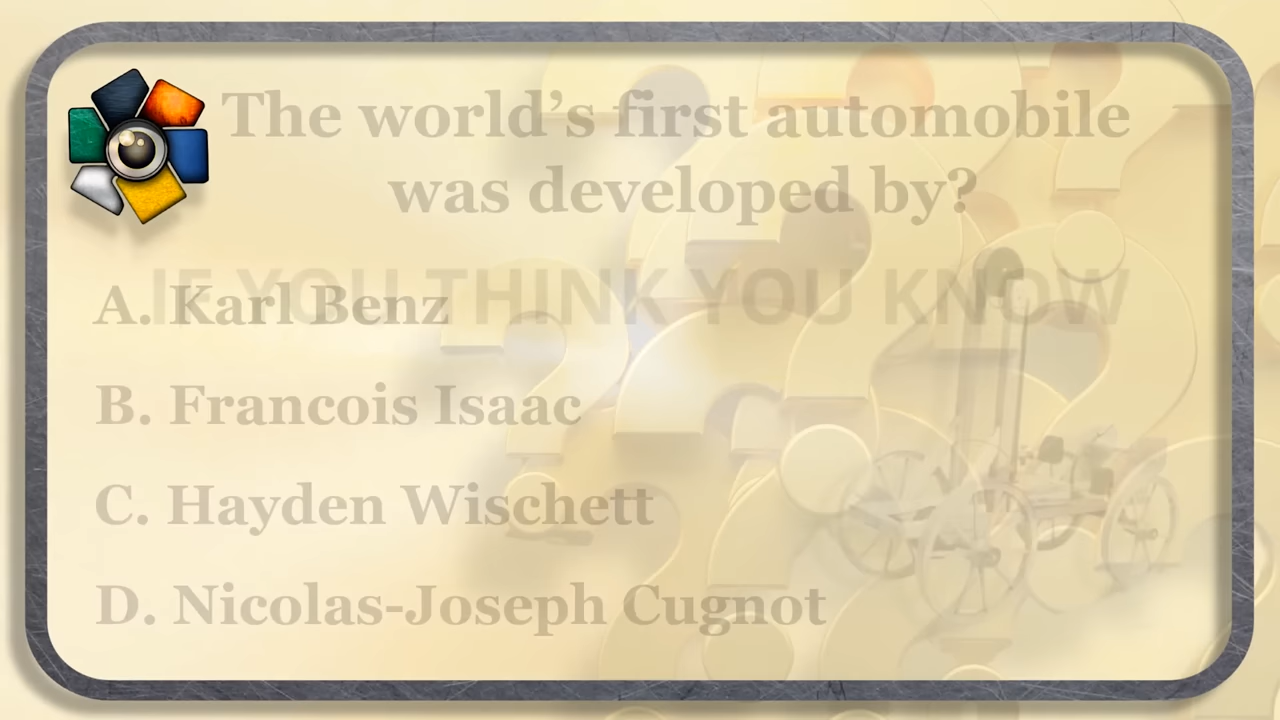 The world’s first automobile
was developed by?
IF YOU THINK YOU KNOW
A. Karl Benz
B. Francois Isaac
C. Hayden Wischett
D. Nicolas-Joseph Cugnot